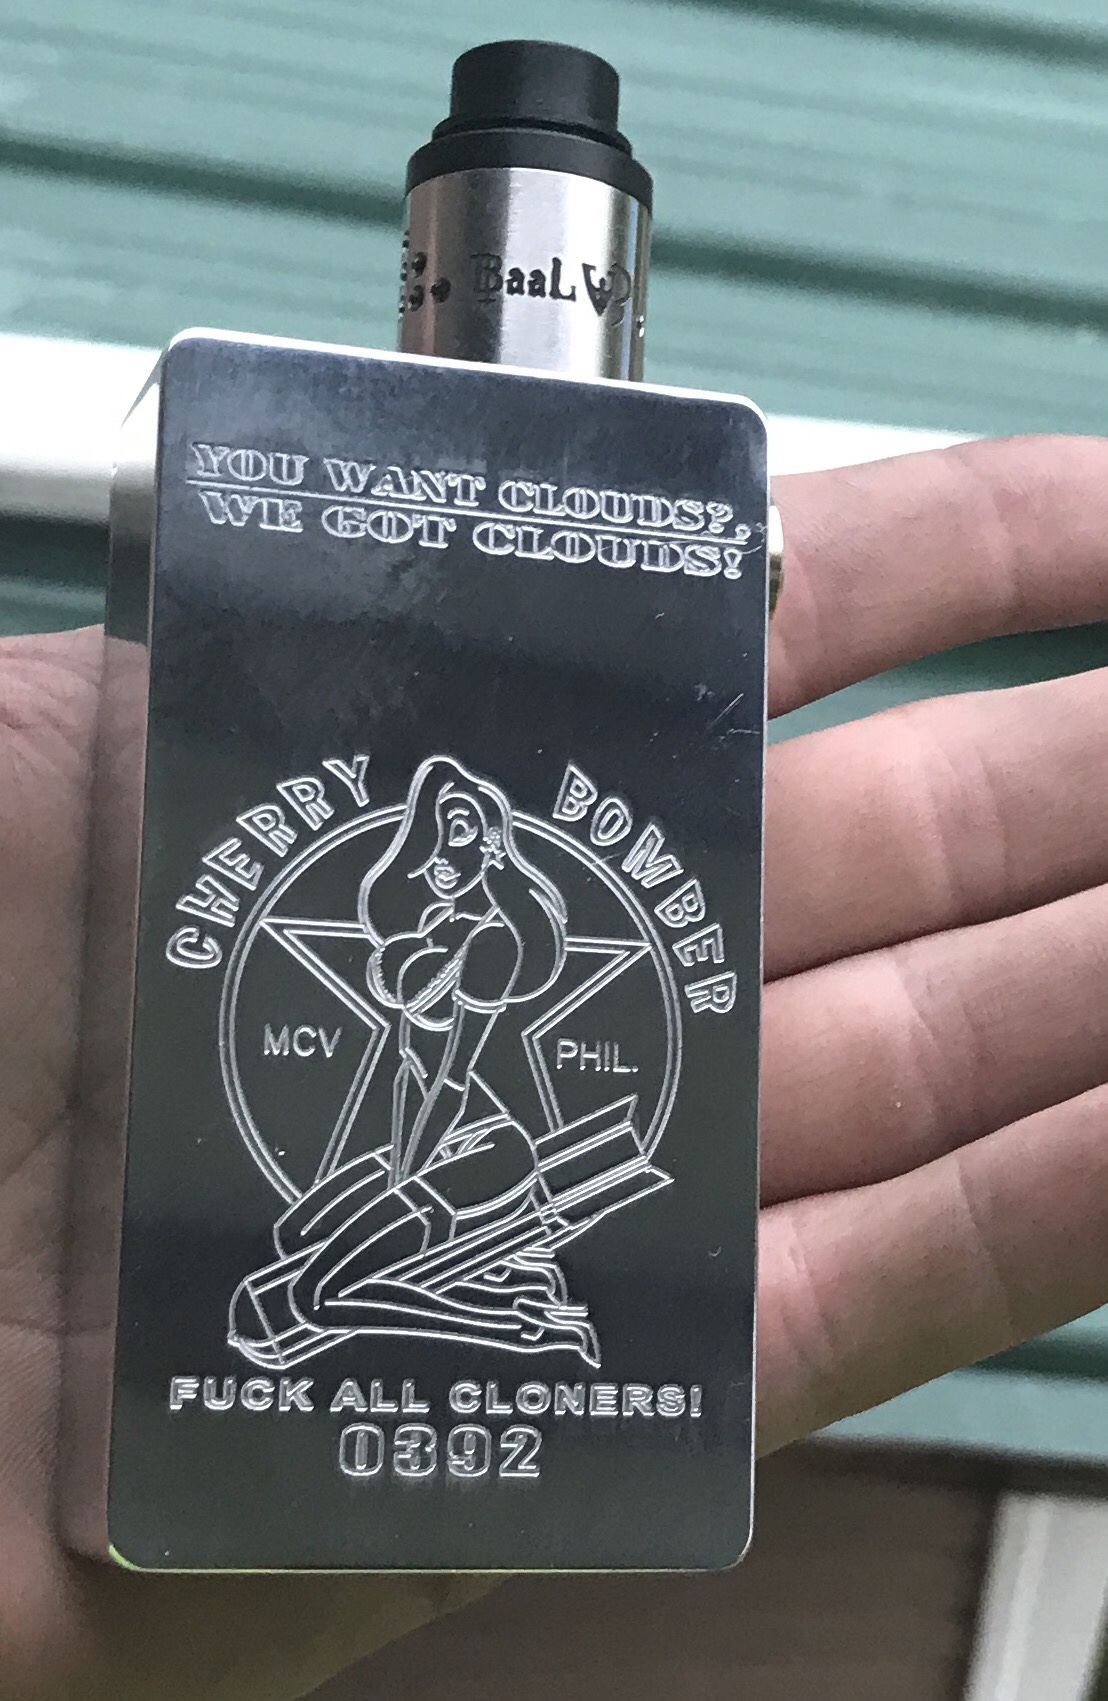 BaaL
YOU WANT CLOUDS?,
WE GOT CLOUDS!
CHERRY BOMBER
MCV PHIL.
FUCK ALL CLONERS!
0392